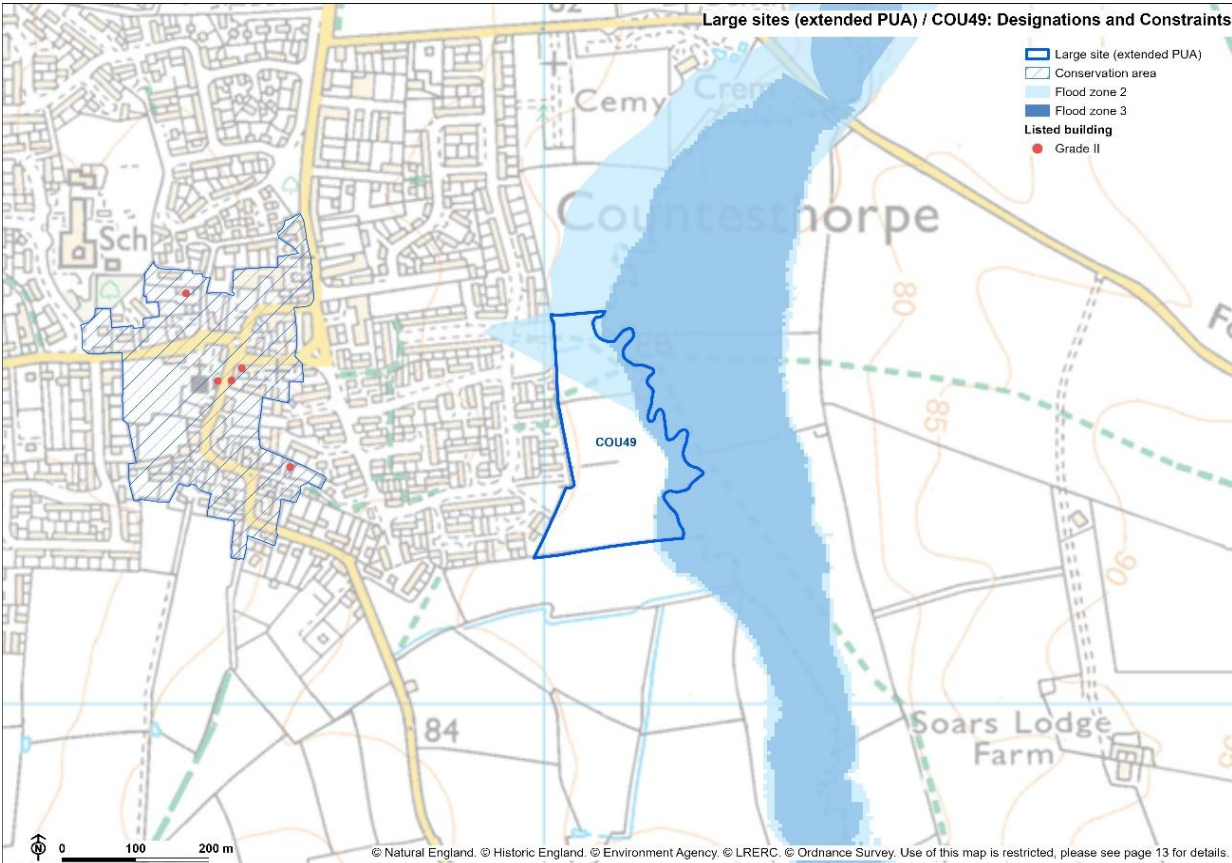 82
Large sites (extended PUA) / COU49: Designations and Constraints
Large site (extended PUA)
Conservation area
Flood zone 2
Flood zone 3
Listed building
Grade II
Cemy
Countesthorpe
Sch
80
85
COU49
90
84
Soars Lodge
Farm
N
0 100 200 m
© Natural England. © Historic England. © Environment Agency. © LRERC. © Ordnance Survey. Use of this map is restricted, please see page 13 for details.